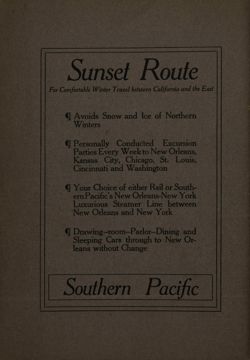 Sunset Route
For Comfortable Winter Travel between California and the East
¶ Avoids Snow and Ice of Northern
Winters
¶ Personally Conducted Excursion
Parties Every Week to New Orleans,
Kansas City, Chicago, St. Louis,
Cincinnati and Washington
¶ Your Choice of either Rail or South-
ern Pacific's New Orleans-New York
Luxurious Steamer Line between
New Orleans and New York
¶ Drawing-room-Parlor-Dining and
Sleeping Cars through to New Or-
leans without Change
Southern Pacific